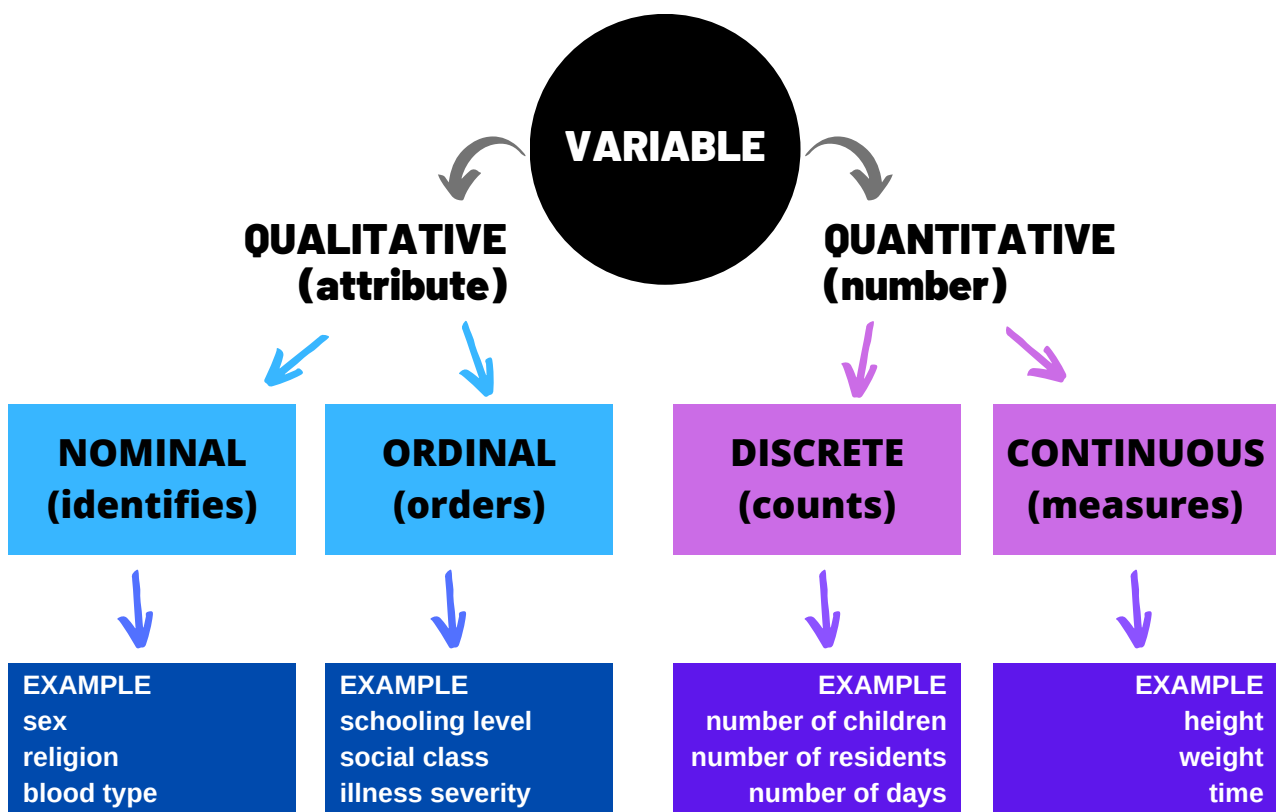 VARIABLE
QUALITATIVE
(attribute)
QUANTITATIVE
(number)
NOMINAL
(identifies)
ORDINAL
(orders)
DISCRETE
(counts)
CONTINUOUS
(measures)
EXAMPLE
sex
religion
blood type
EXAMPLE
schooling level
social class
illness severity
EXAMPLE
number of children
number of residents
number of days
EXAMPLE
height
weight
time